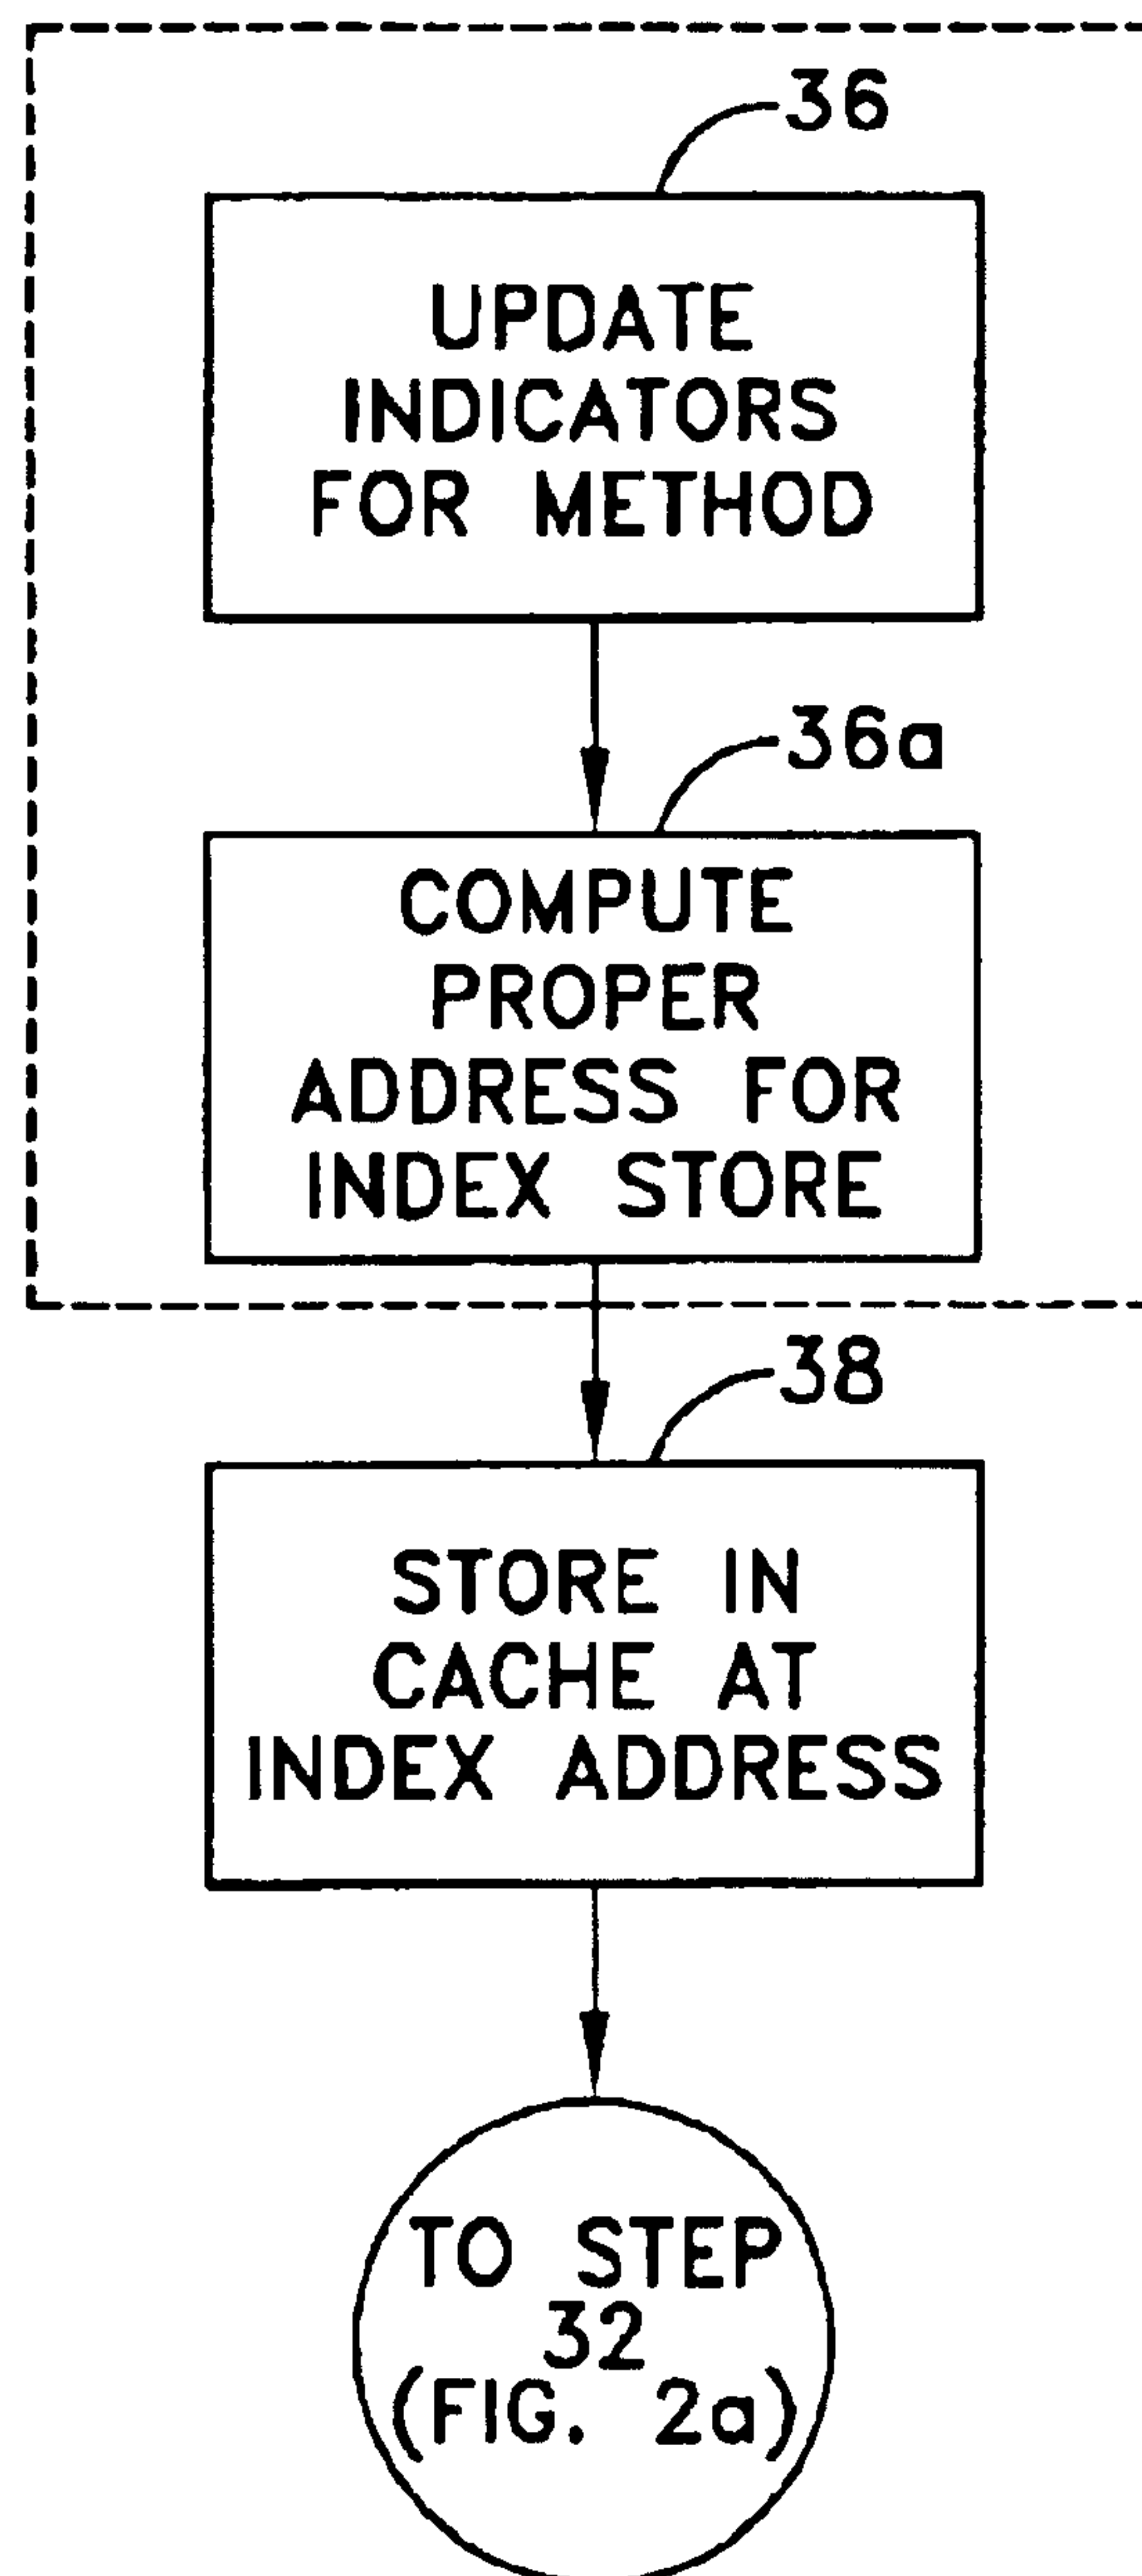 36
UPDATE
INDICATORS
FOR METHOD
36a
COMPUTE
PROPER
ADDRESS FOR
INDEX STORE
38
STORE IN
CACHE AT
INDEX ADDRESS
TO STEP
32
(FIG. 2a)